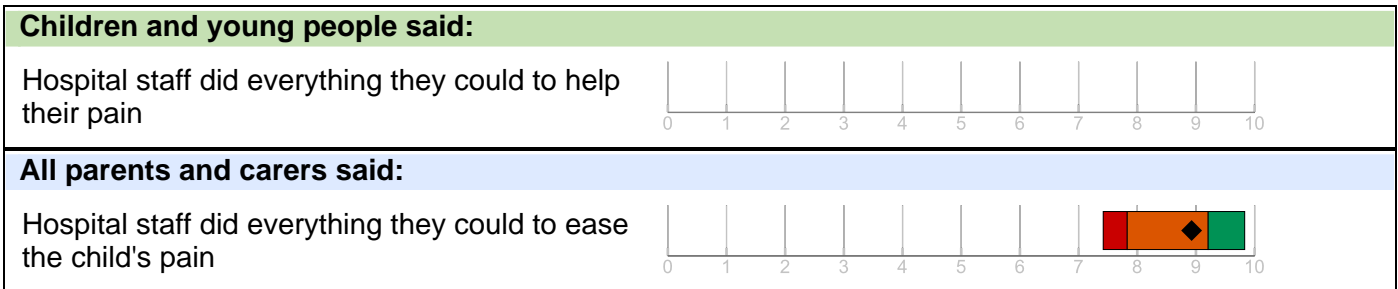 Children and young people said:
Hospital staff did everything they could to help
their pain
0 1 2 3 4 5 6 7 8 9 10
All parents and carers said:
Hospital staff did everything they could to ease
the child's pain
0 1 2 3 4 5 6 7 8 9 10